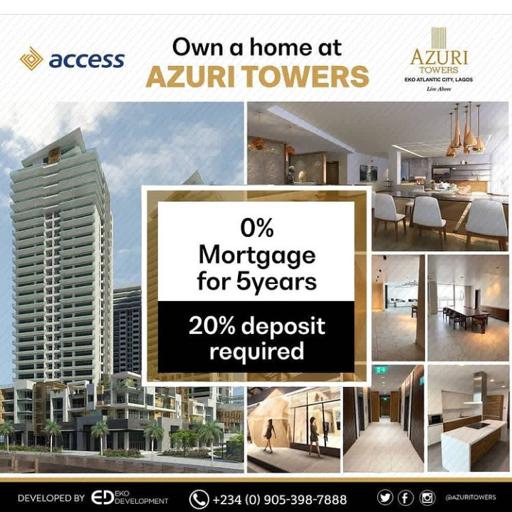 access
Own a home at
AZURI TOWERS
AZURI
TOWERS
EKO ATLANTIC CITY, LAGOS
Live Above
0%
Mortgage
for 5years
20% deposit
required
DEVELOPED BY ED EKO
DEVELOPMENT
+234 (0) 905-398-7888
@AZURITOWERS